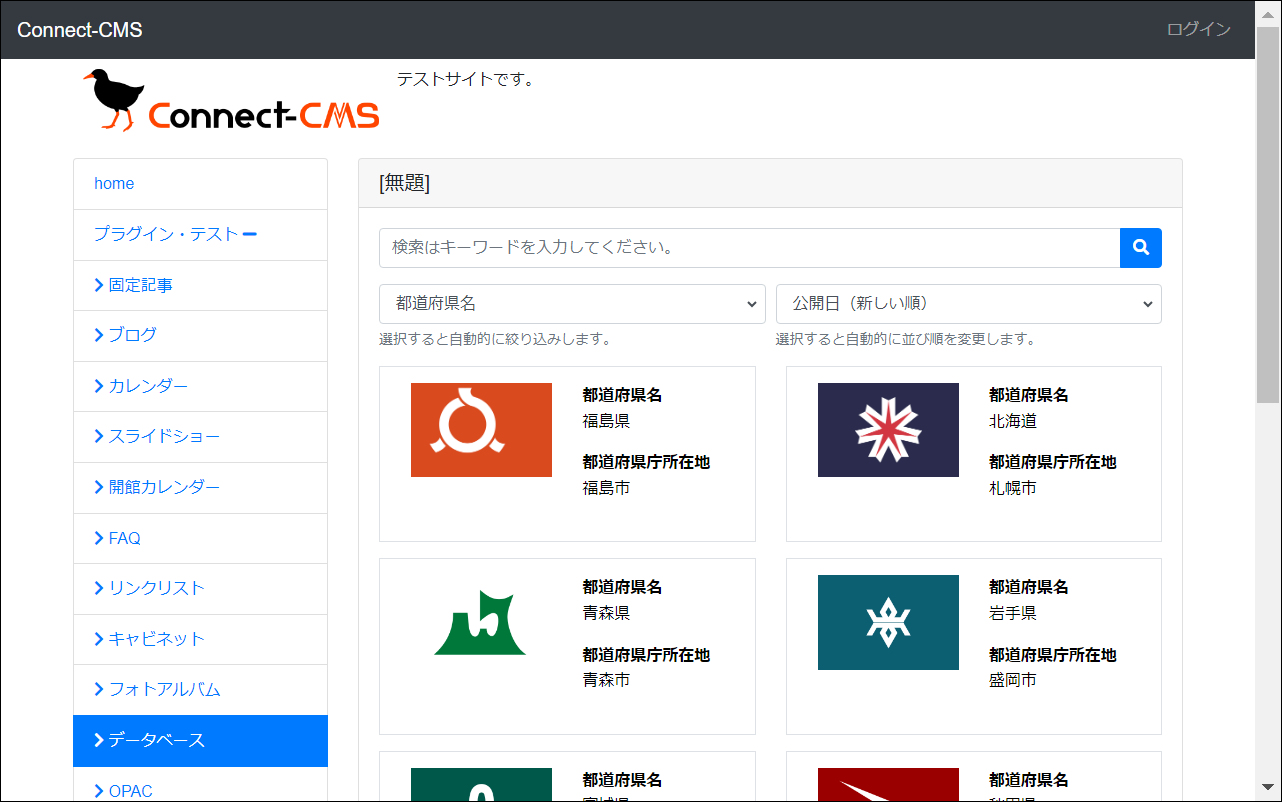 Connect-CMS
ログイン
Connect-CMS
テストサイトです。
home
プラグイン・テスト
固定記事
ブログ
カレンダー
スライドショー
開館カレンダー
FAQ
リンクリスト
キャビネット
フォトアルバム
データベース
OPAC
[無題]
検索はキーワードを入力してください。
都道府県名
公開日（新しい順）
選択すると自動的に絞り込みします。
選択すると自動的に並び順を変更します。
都道府県名
福島県
都道府県庁所在地
福島市
都道府県名
北海道
都道府県庁所在地
札幌市
都道府県名
青森県
都道府県庁所在地
青森市
都道府県名
岩手県
都道府県庁所在地
盛岡市
都道府県名
都道府県名